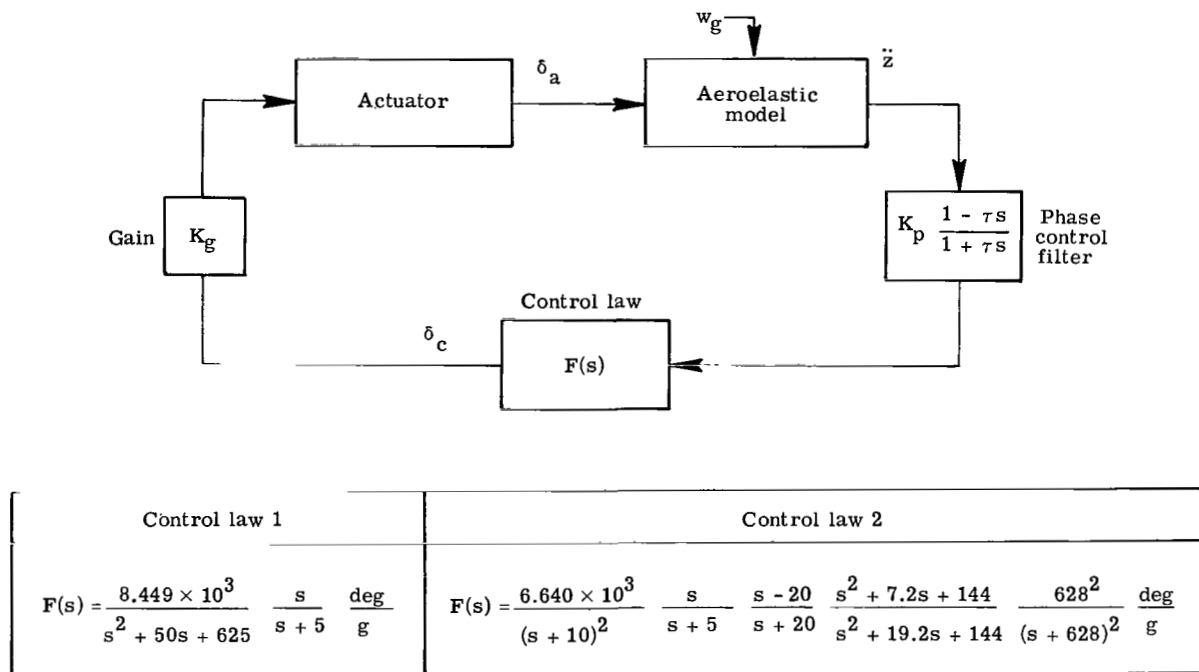 w_g
δ_a
z̈
Actuator
Aeroelastic
model
Gain
K_g
K_p (1 - τs)/(1 + τs)
Phase
control
filter
Control law
δ_c
F(s)
Control law 1
Control law 2
F(s) = (8.449 × 10^3)/(s^2 + 50s + 625) s/(s + 5) deg/g
F(s) = (6.640 × 10^3)/((s + 10)^2) s/(s + 5) (s - 20)/(s + 20) (s^2 + 7.2s + 144)/(s^2 + 19.2s + 144) 628^2/((s + 628)^2) deg/g